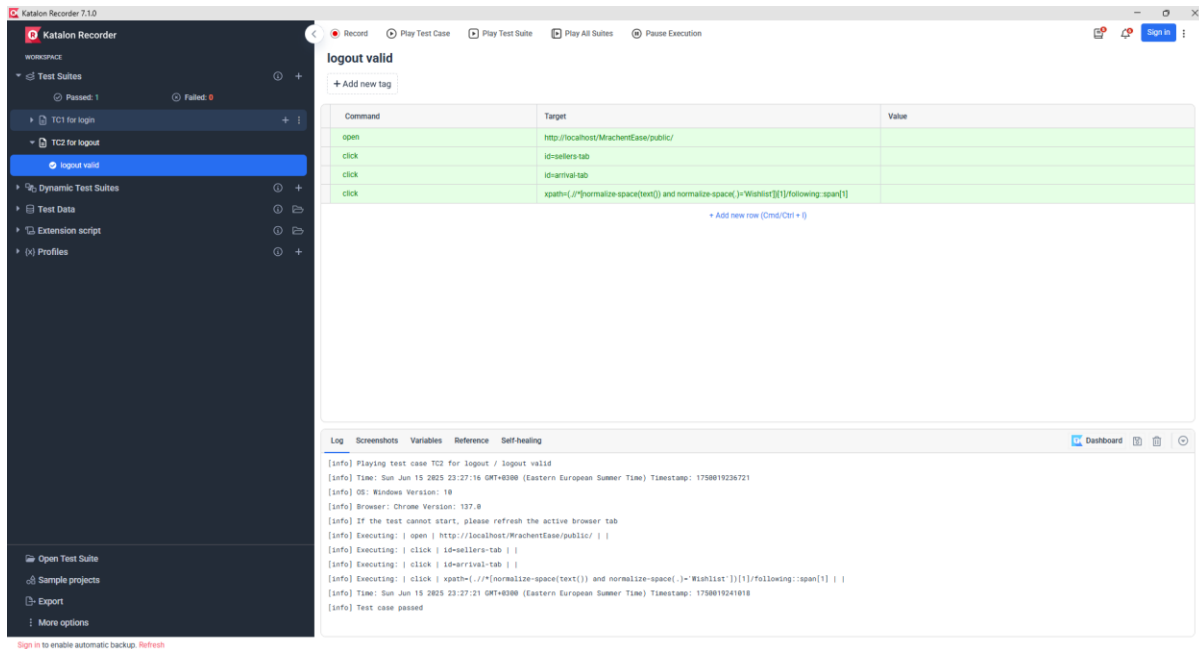 Katalon Recorder 7.1.0
Katalon Recorder
WORKSPACE
Test Suites
Passed: 1 Failed: 0
TC1 for login
TC2 for logout
logout valid
Dynamic Test Suites
Test Data
Extension script
Profiles
Open Test Suite
Sample projects
Export
More options
Sign in to enable automatic backup. Refresh
Record Play Test Case Play Test Suite Play All Suites Pause Execution Sign in
logout valid
+ Add new tag
Command Target Value
open http://localhost/MrachentEase/public/
click id=sellers-tab
click id=arrival-tab
click xpath=(.//*[normalize-space(text()) and normalize-space(.)='Wishlist'])[1]/following::span[1]
+ Add new row (Cmd/Ctrl + I)
Log Screenshots Variables Reference Self-healing Dashboard
[info] Playing test case TC2 for logout / logout valid
[info] Time: Sun Jun 15 2025 23:27:16 GMT+0300 (Eastern European Summer Time) Timestamp: 1750019236721
[info] OS: Windows Version: 10
[info] Browser: Chrome Version: 137.0
[info] If the test cannot start, please refresh the active browser tab
[info] Executing: | open | http://localhost/MrachentEase/public/ | |
[info] Executing: | click | id=sellers-tab | |
[info] Executing: | click | id=arrival-tab | |
[info] Executing: | click | xpath=(.//*[normalize-space(text()) and normalize-space(.)='Wishlist'])[1]/following::span[1] | |
[info] Time: Sun Jun 15 2025 23:27:21 GMT+0300 (Eastern European Summer Time) Timestamp: 1750019241018
[info] Test case passed